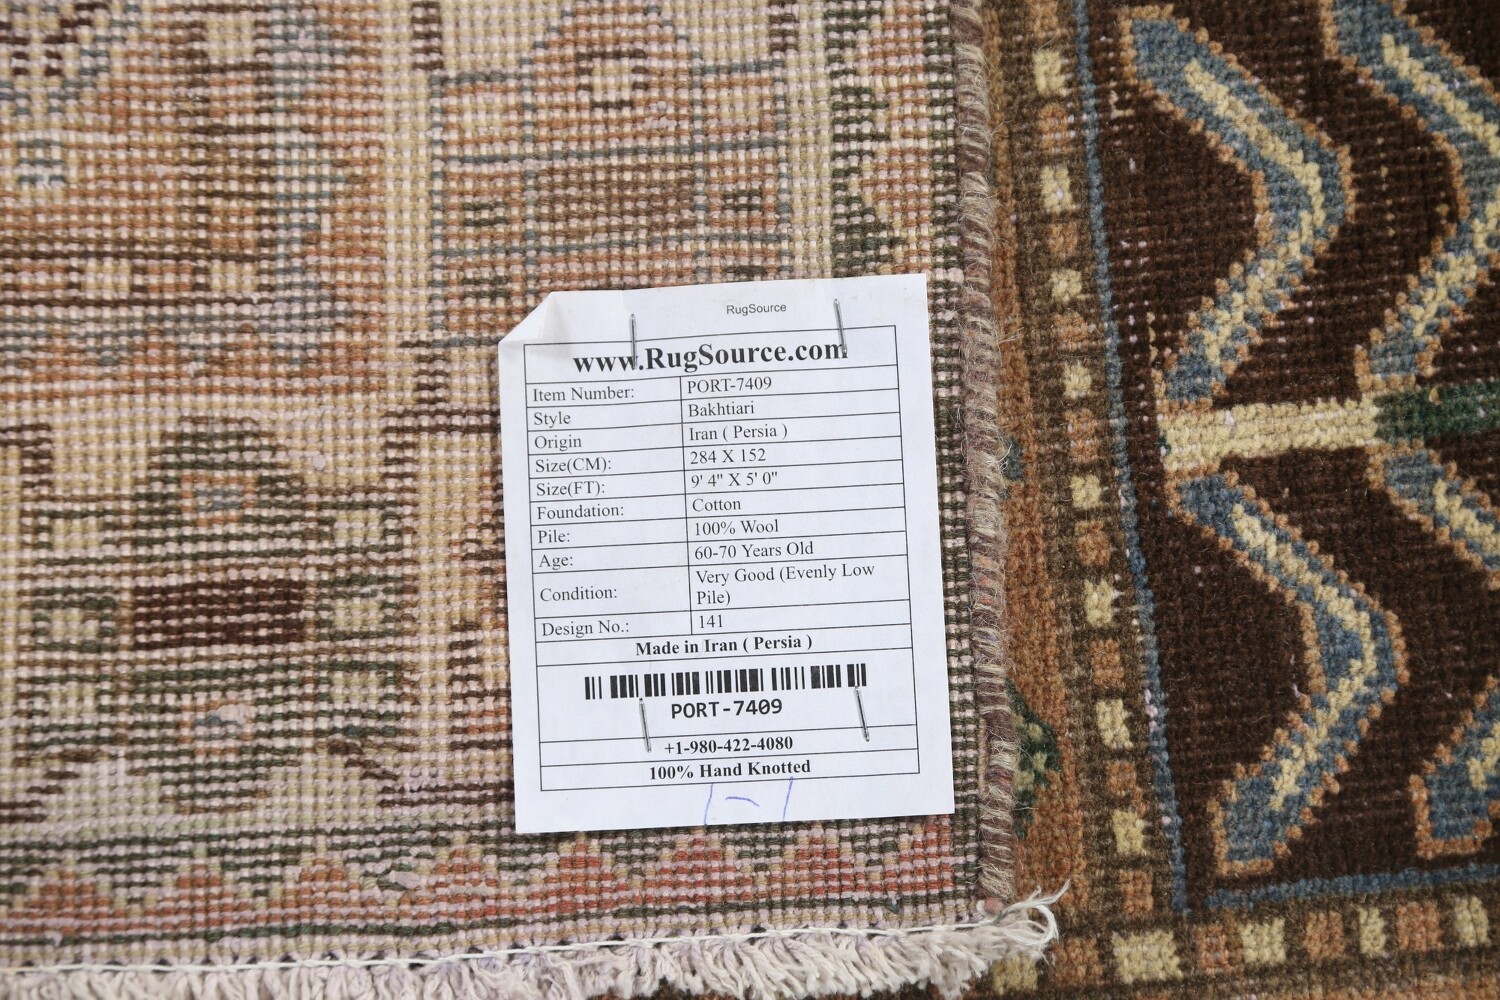 RugSource
www.RugSource.com
Item Number: PORT-7409
Style Bakhtiari
Origin Iran ( Persia )
Size(CM): 284 X 152
Size(FT): 9' 4" X 5' 0"
Foundation: Cotton
Pile: 100% Wool
Age: 60-70 Years Old
Condition: Very Good (Evenly Low
Pile)
Design No.: 141
Made in Iran ( Persia )
PORT-7409
+1-980-422-4080
100% Hand Knotted
1-1